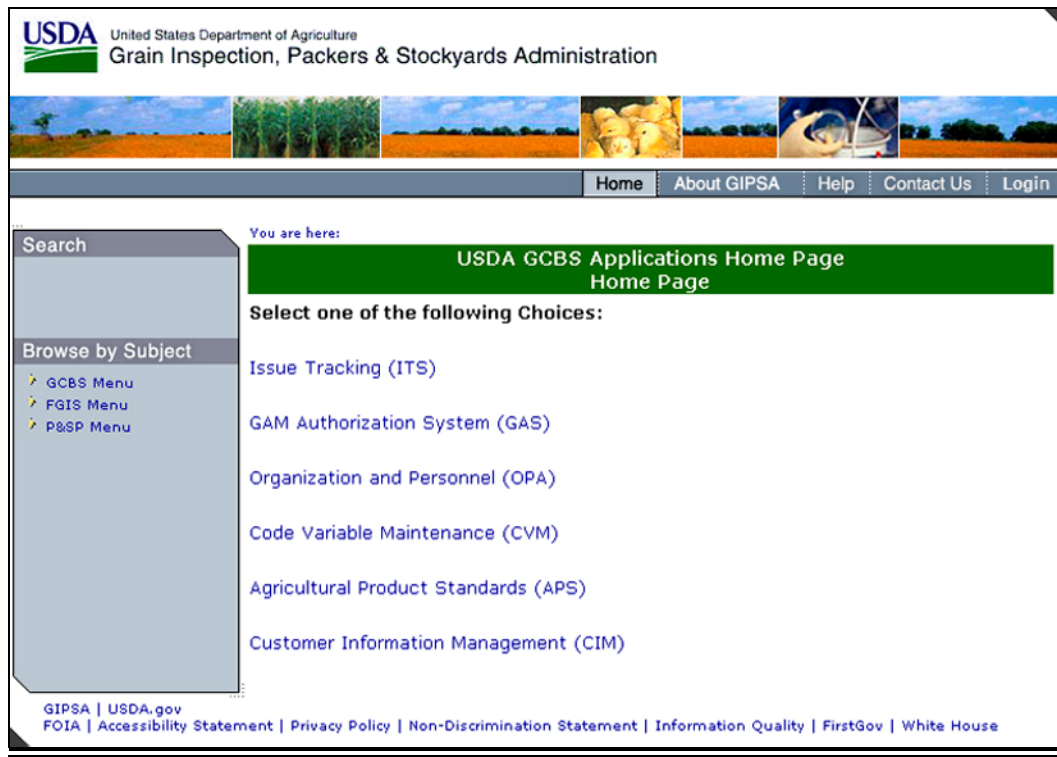 USDA
United States Department of Agriculture
Grain Inspection, Packers & Stockyards Administration
Home About GIPSA Help Contact Us Login
Search
Browse by Subject
GCBS Menu
FGIS Menu
P&SP Menu
You are here:
USDA GCBS Applications Home Page
Home Page
Select one of the following Choices:
Issue Tracking (ITS)
GAM Authorization System (GAS)
Organization and Personnel (OPA)
Code Variable Maintenance (CVM)
Agricultural Product Standards (APS)
Customer Information Management (CIM)
GIPSA | USDA.gov
FOIA | Accessibility Statement | Privacy Policy | Non-Discrimination Statement | Information Quality | FirstGov | White House